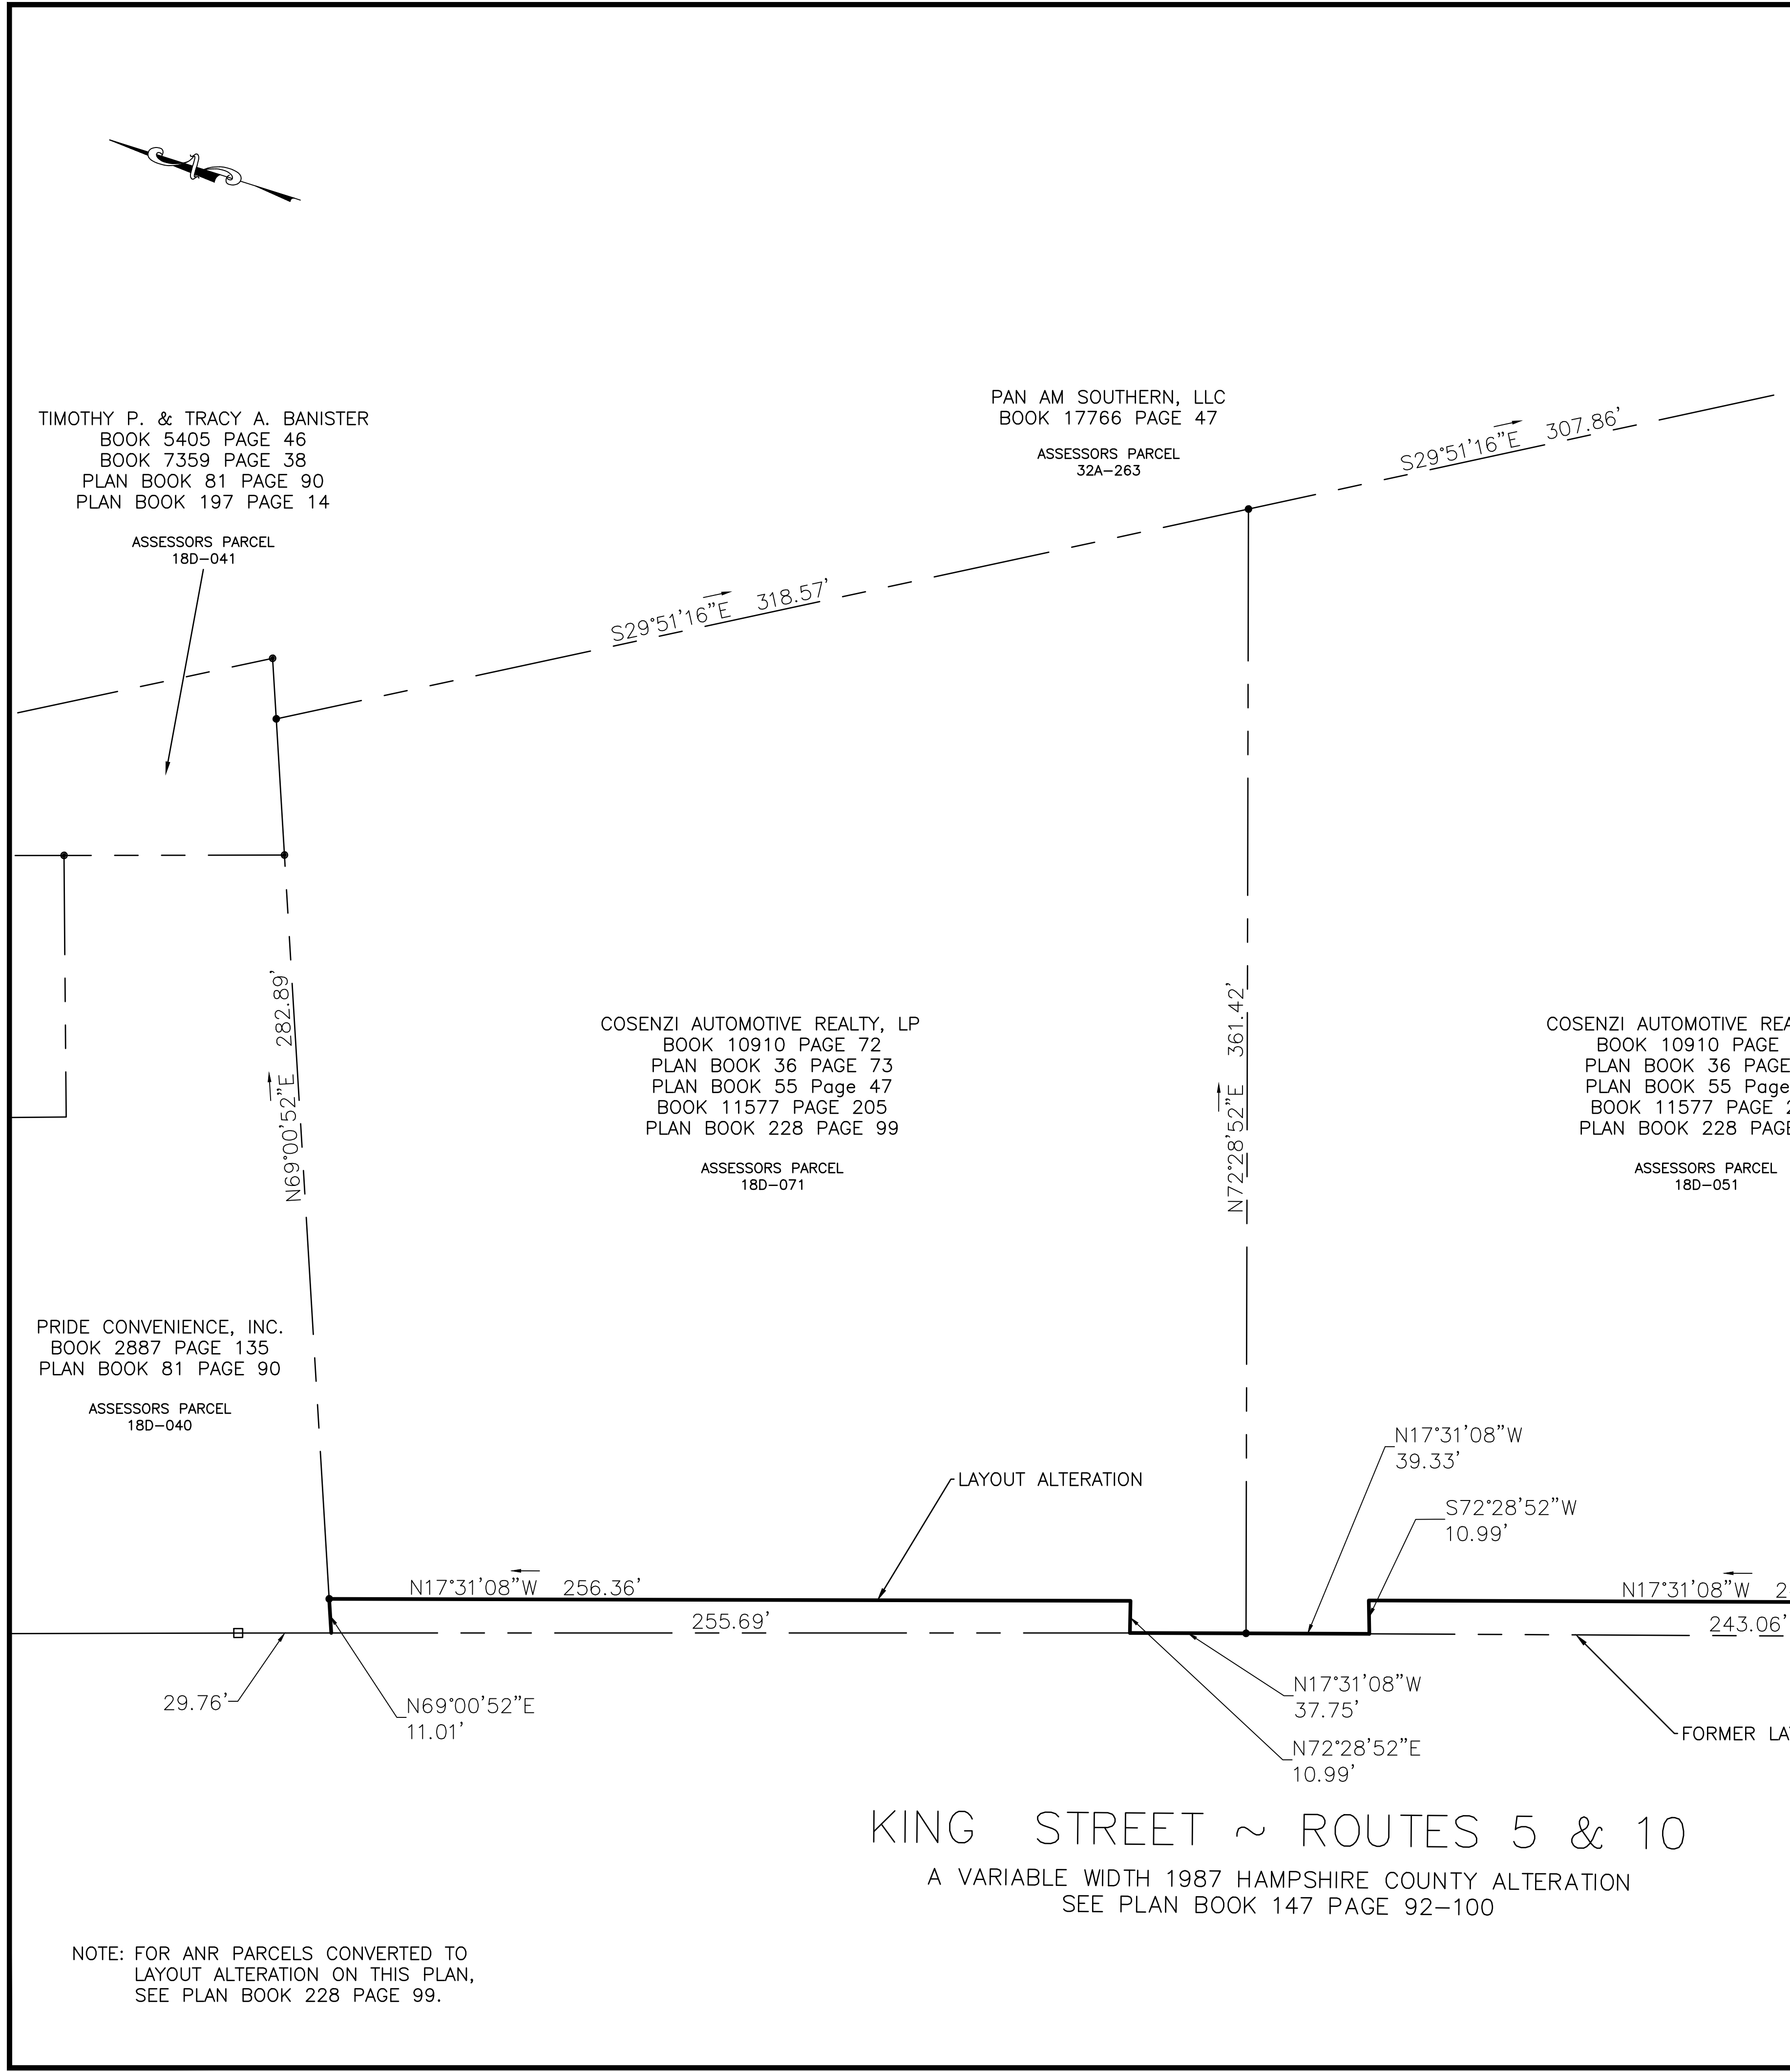 TIMOTHY P. & TRACY A. BANISTER
BOOK 5405 PAGE 46
BOOK 7359 PAGE 38
PLAN BOOK 81 PAGE 90
PLAN BOOK 197 PAGE 14
ASSESSORS PARCEL
18D-041
PAN AM SOUTHERN, LLC
BOOK 17766 PAGE 47
ASSESSORS PARCEL
32A-263
S29°51'16"E 307.86'
S29°51'16"E 318.57'
N69°00'52"E 282.89'
COSENZI AUTOMOTIVE REALTY, LP
BOOK 10910 PAGE 72
PLAN BOOK 36 PAGE 73
PLAN BOOK 55 Page 47
BOOK 11577 PAGE 205
PLAN BOOK 228 PAGE 99
ASSESSORS PARCEL
18D-071
N72°28'52"E 361.42'
COSENZI AUTOMOTIVE
BOOK 10910 PAGE
PLAN BOOK 36 PAGE
PLAN BOOK 55 Page
BOOK 11577 PAGE
PLAN BOOK 228 PAGE
ASSESSORS PARCEL
18D-051
PRIDE CONVENIENCE, INC.
BOOK 2887 PAGE 135
PLAN BOOK 81 PAGE 90
ASSESSORS PARCEL
18D-040
N17°31'08"W
39.33'
LAYOUT ALTERATION
S72°28'52"W
10.99'
N17°31'08"W 256.36'
N17°31'08"W 2
255.69'
243.06'
29.76'
N69°00'52"E
11.01'
N17°31'08"W
37.75'
FORMER
N72°28'52"E
10.99'
KING STREET ~ ROUTES 5 & 10
A VARIABLE WIDTH 1987 HAMPSHIRE COUNTY ALTERATION
SEE PLAN BOOK 147 PAGE 92-100
NOTE: FOR ANR PARCELS CONVERTED TO
LAYOUT ALTERATION ON THIS PLAN,
SEE PLAN BOOK 228 PAGE 99.